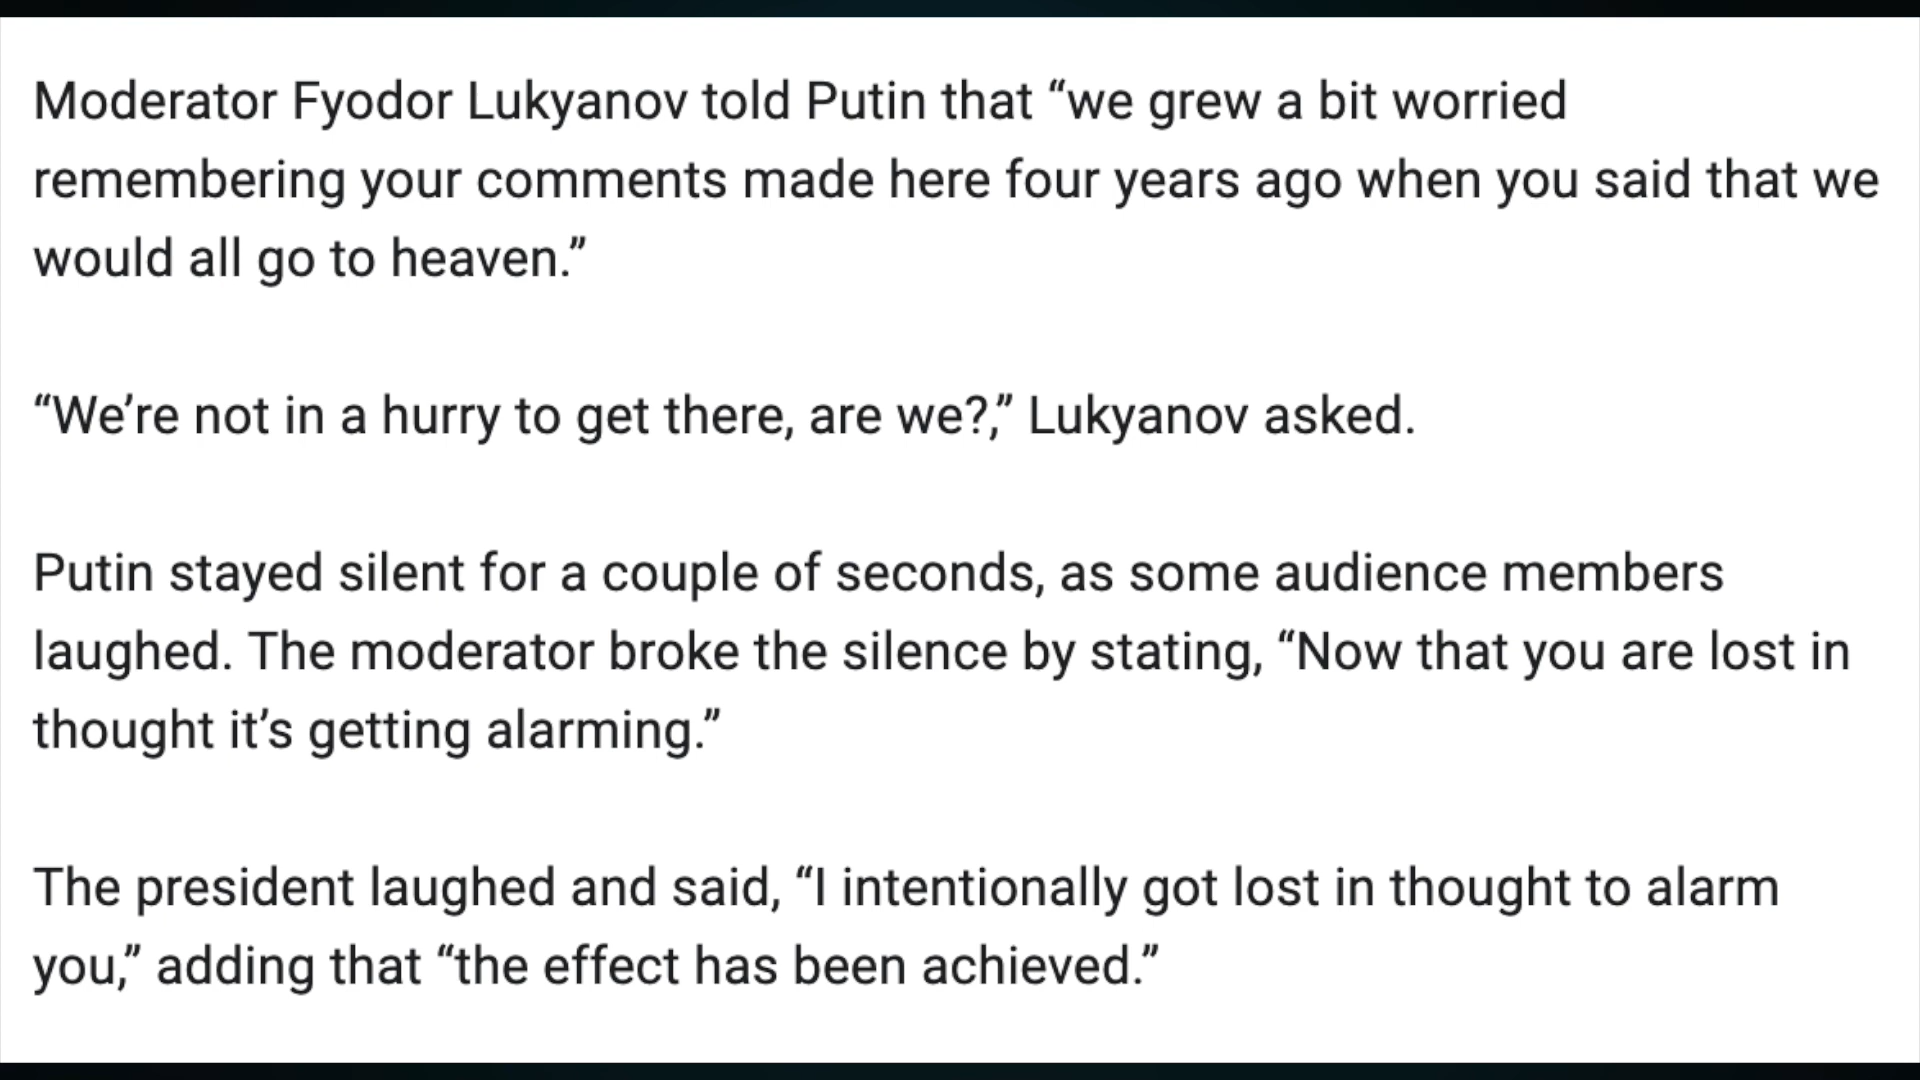 Moderator Fyodor Lukyanov told Putin that “we grew a bit worried
remembering your comments made here four years ago when you said that we
would all go to heaven.”
“We’re not in a hurry to get there, are we?,” Lukyanov asked.
Putin stayed silent for a couple of seconds, as some audience members
laughed. The moderator broke the silence by stating, “Now that you are lost in
thought it’s getting alarming.”
The president laughed and said, “I intentionally got lost in thought to alarm
you,” adding that “the effect has been achieved.”